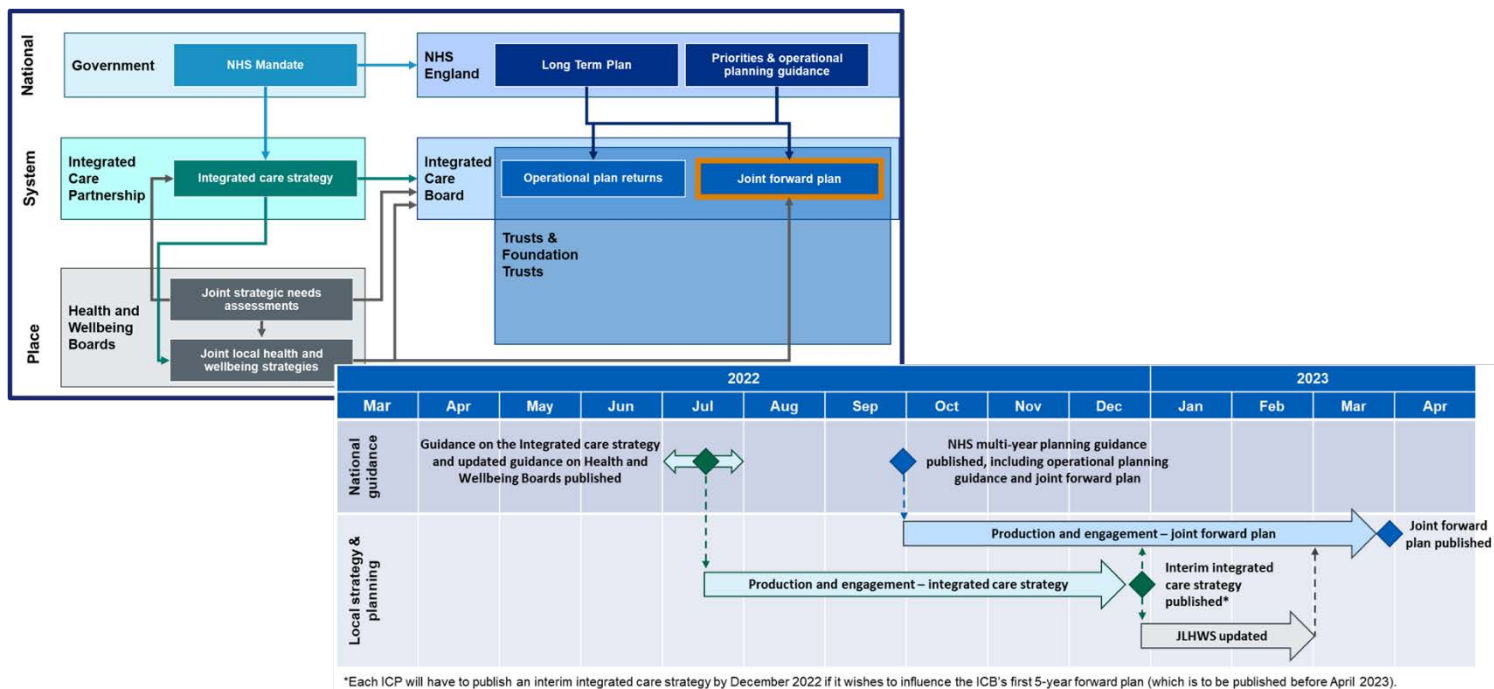 National
Government
NHS Mandate
NHS
England
Long Term Plan
Priorities & operational
planning guidance
System
Integrated
Care
Partnership
Integrated care strategy
Integrated
Care
Board
Operational plan returns
Joint forward plan
Trusts &
Foundation
Trusts
Place
Health and
Wellbeing
Boards
Joint strategic needs
assessments
Joint local health and
wellbeing strategies
2022
2023
Mar
Apr
May
Jun
Jul
Aug
Sep
Oct
Nov
Dec
Jan
Feb
Mar
Apr
National
guidance
Guidance on the Integrated care strategy
and updated guidance on Health and
Wellbeing Boards published
NHS multi-year planning guidance
published, including operational planning
guidance and joint forward plan
Local strategy &
planning
Production and engagement – joint forward plan
Joint forward
plan published
Production and engagement – integrated care strategy
Interim integrated
care strategy
published*
JLHWS updated
*Each ICP will have to publish an interim integrated care strategy by December 2022 if it wishes to influence the ICB's first 5-year forward plan (which is to be published before April 2023).